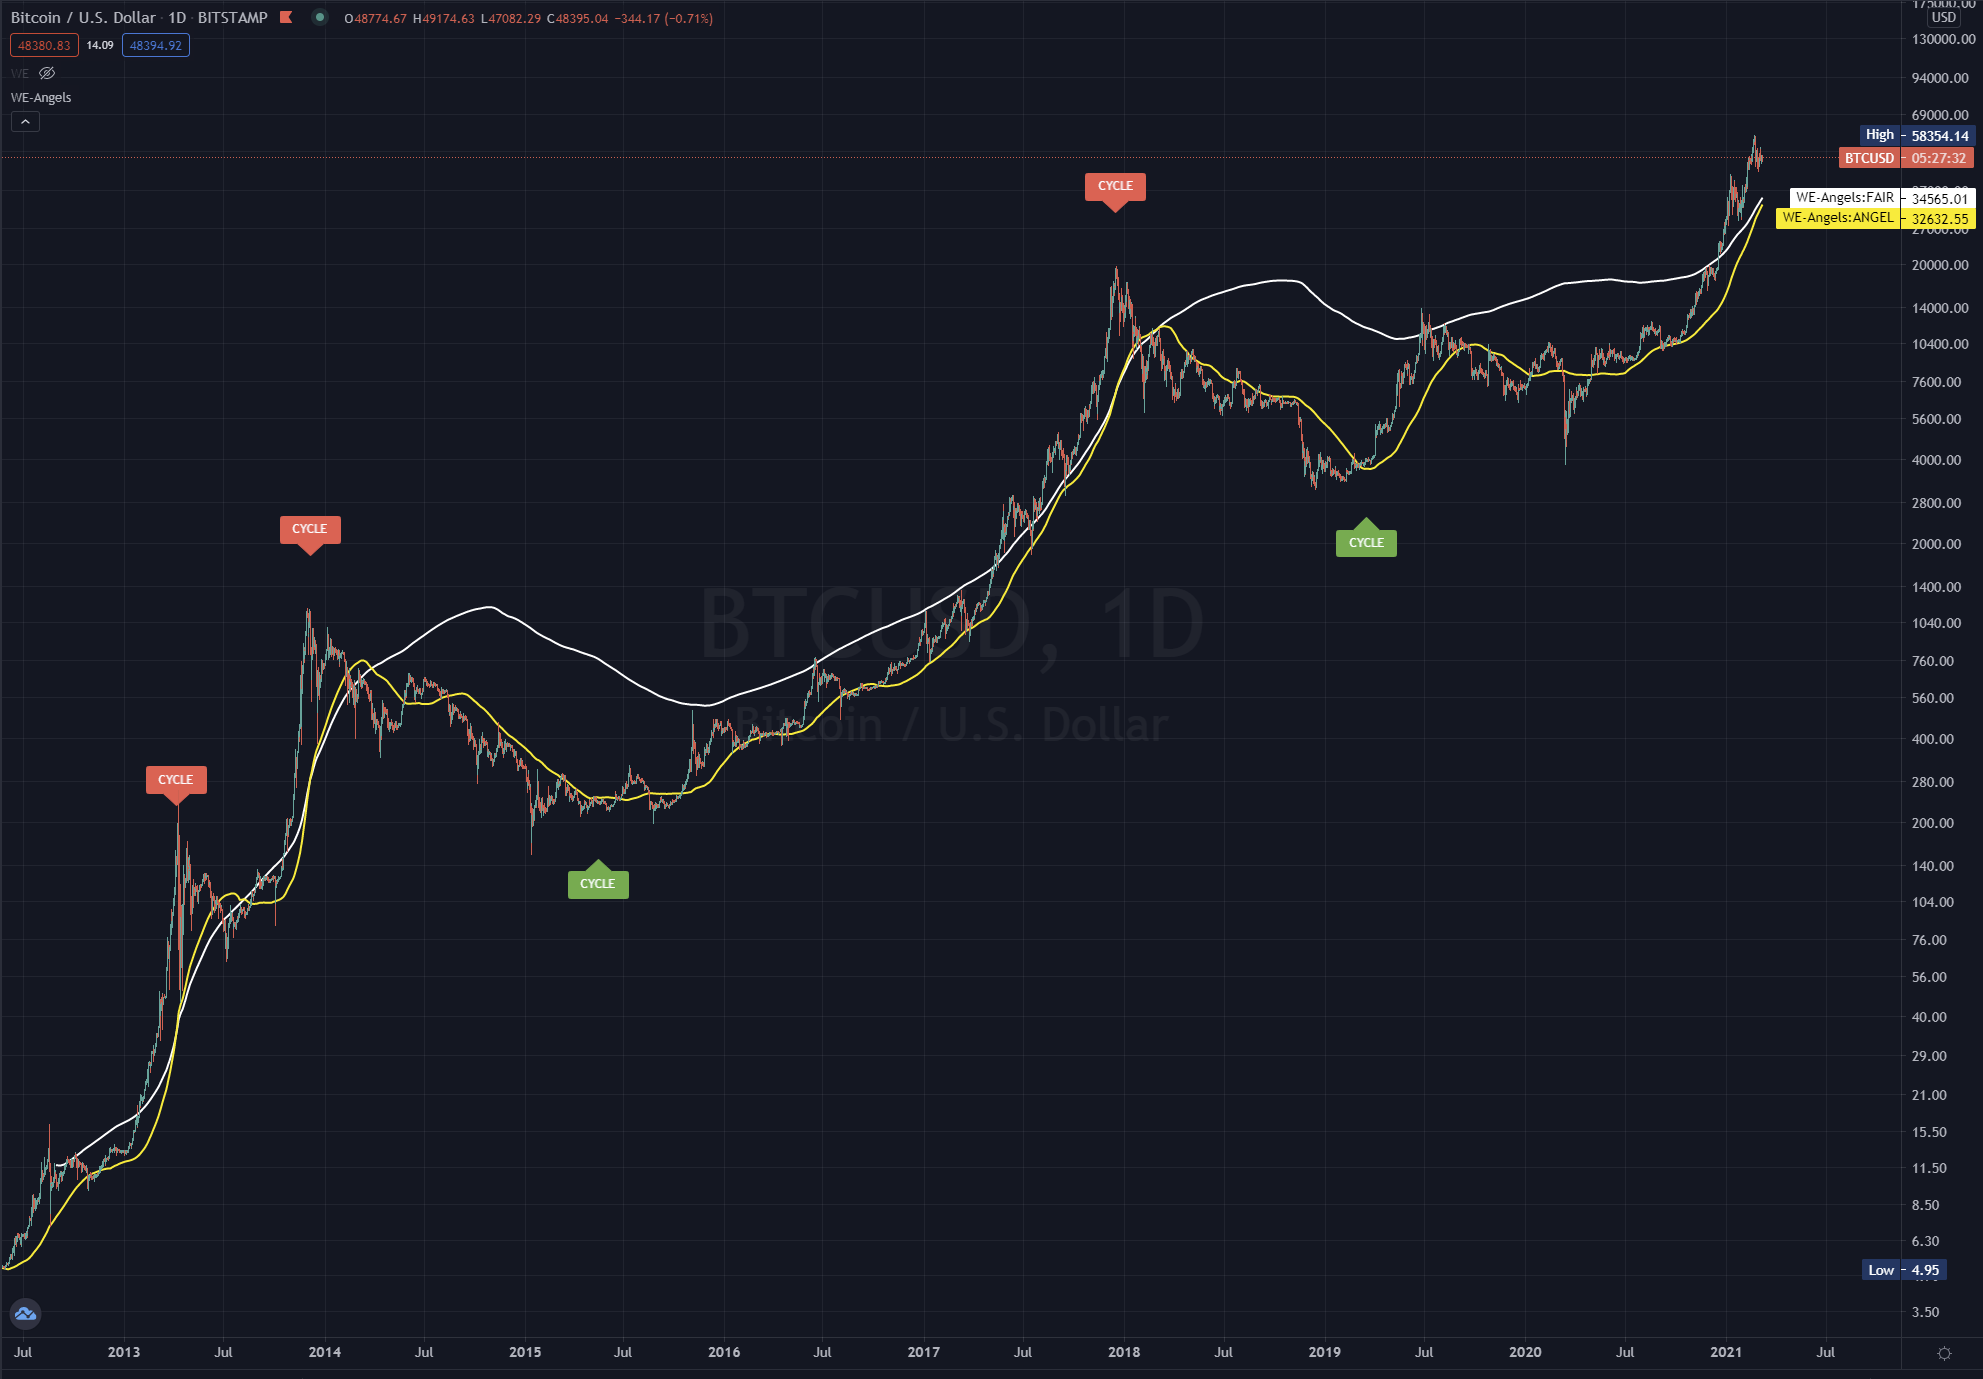 Bitcoin / U.S. Dollar · 1D · BITSTAMP O48774.67 H49174.63 L47082.29 C48395.04 −344.17 (−0.71%)
48380.83 14.09 48394.92
WE
WE-Angels
USD
175000.00
130000.00
94000.00
69000.00
High 58354.14
BTCUSD 05:27:32
WE-Angels:FAIR 34565.01
WE-Angels:ANGEL 32632.55
27000.00
20000.00
14000.00
10400.00
7600.00
5600.00
4000.00
2800.00
2000.00
1400.00
1040.00
760.00
560.00
400.00
280.00
200.00
140.00
104.00
76.00
56.00
40.00
29.00
21.00
15.50
11.50
8.50
6.30
Low 4.95
3.50
CYCLE
CYCLE
CYCLE
CYCLE
CYCLE
BTCUSD, 1D
Bitcoin / U.S. Dollar
Jul 2013 Jul 2014 Jul 2015 Jul 2016 Jul 2017 Jul 2018 Jul 2019 Jul 2020 Jul 2021 Jul